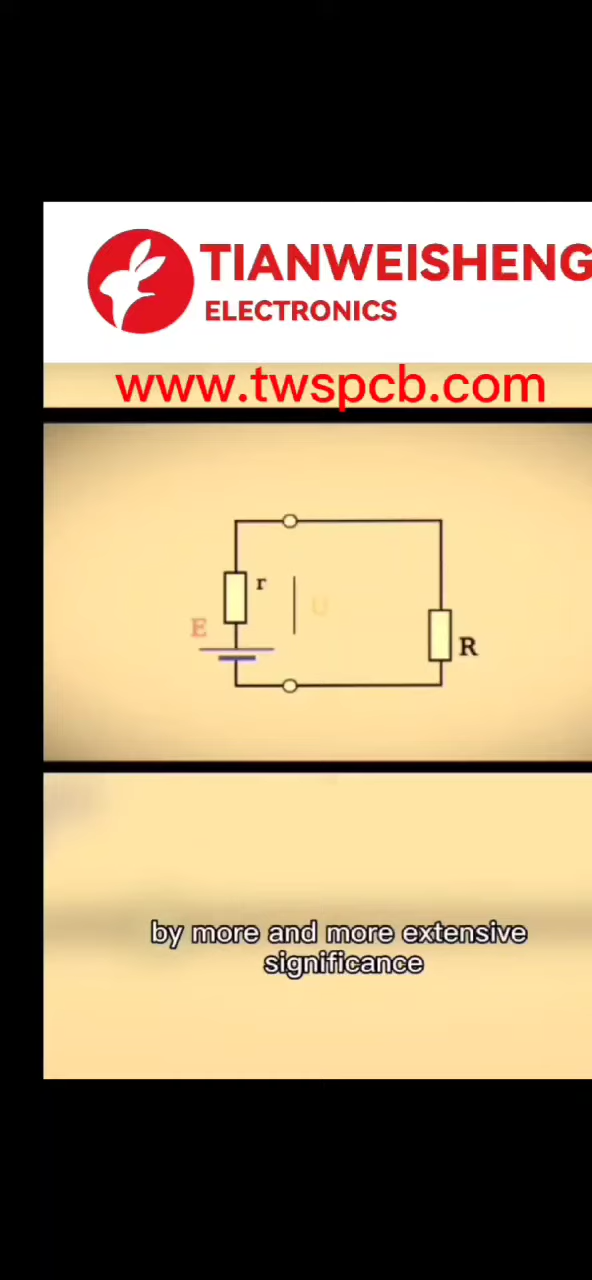 TIANWEISHENG
ELECTRONICS
www.twspcb.com
r
U
E
R
by more and more extensive
significance